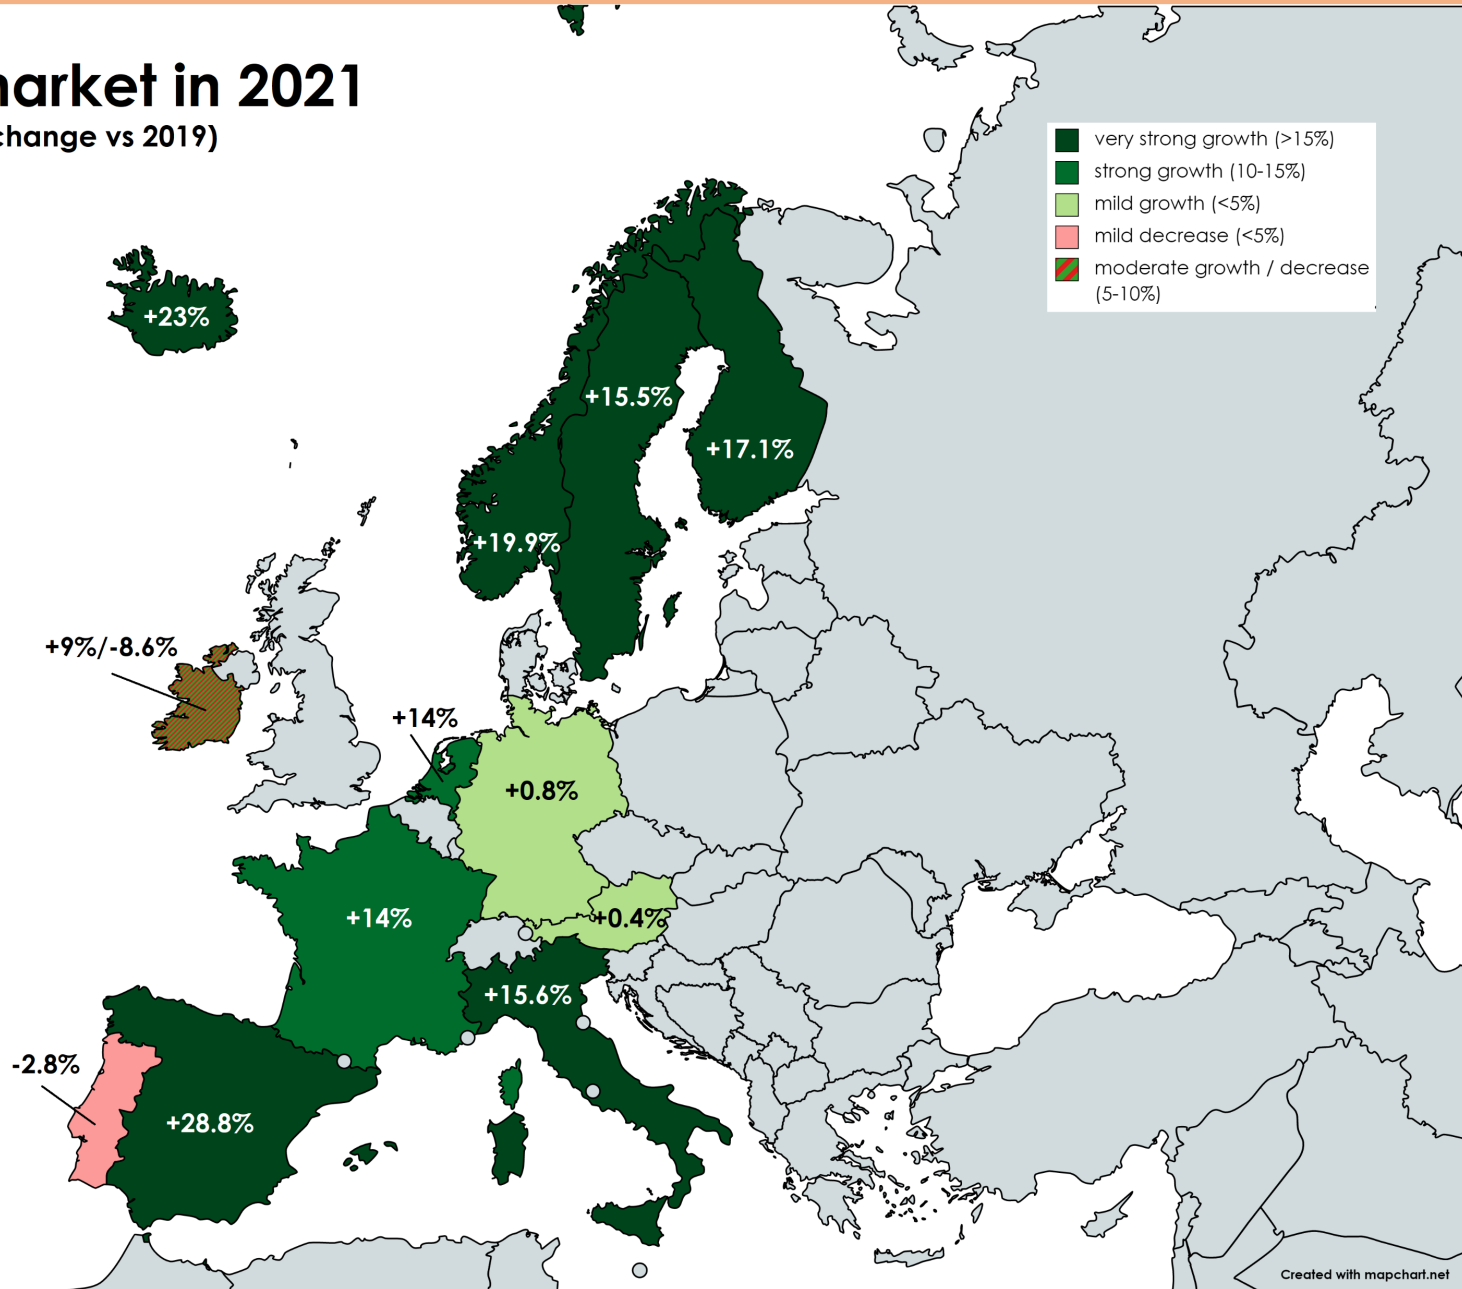 market in 2021
change vs 2019)
very strong growth (>15%)
strong growth (10-15%)
mild growth (<5%)
mild decrease (<5%)
moderate growth / decrease
(5-10%)
+23%
+15.5%
+17.1%
+19.9%
+9%/-8.6%
+14%
+0.8%
+14%
+0.4%
+15.6%
-2.8%
+28.8%
Created with mapchart.net